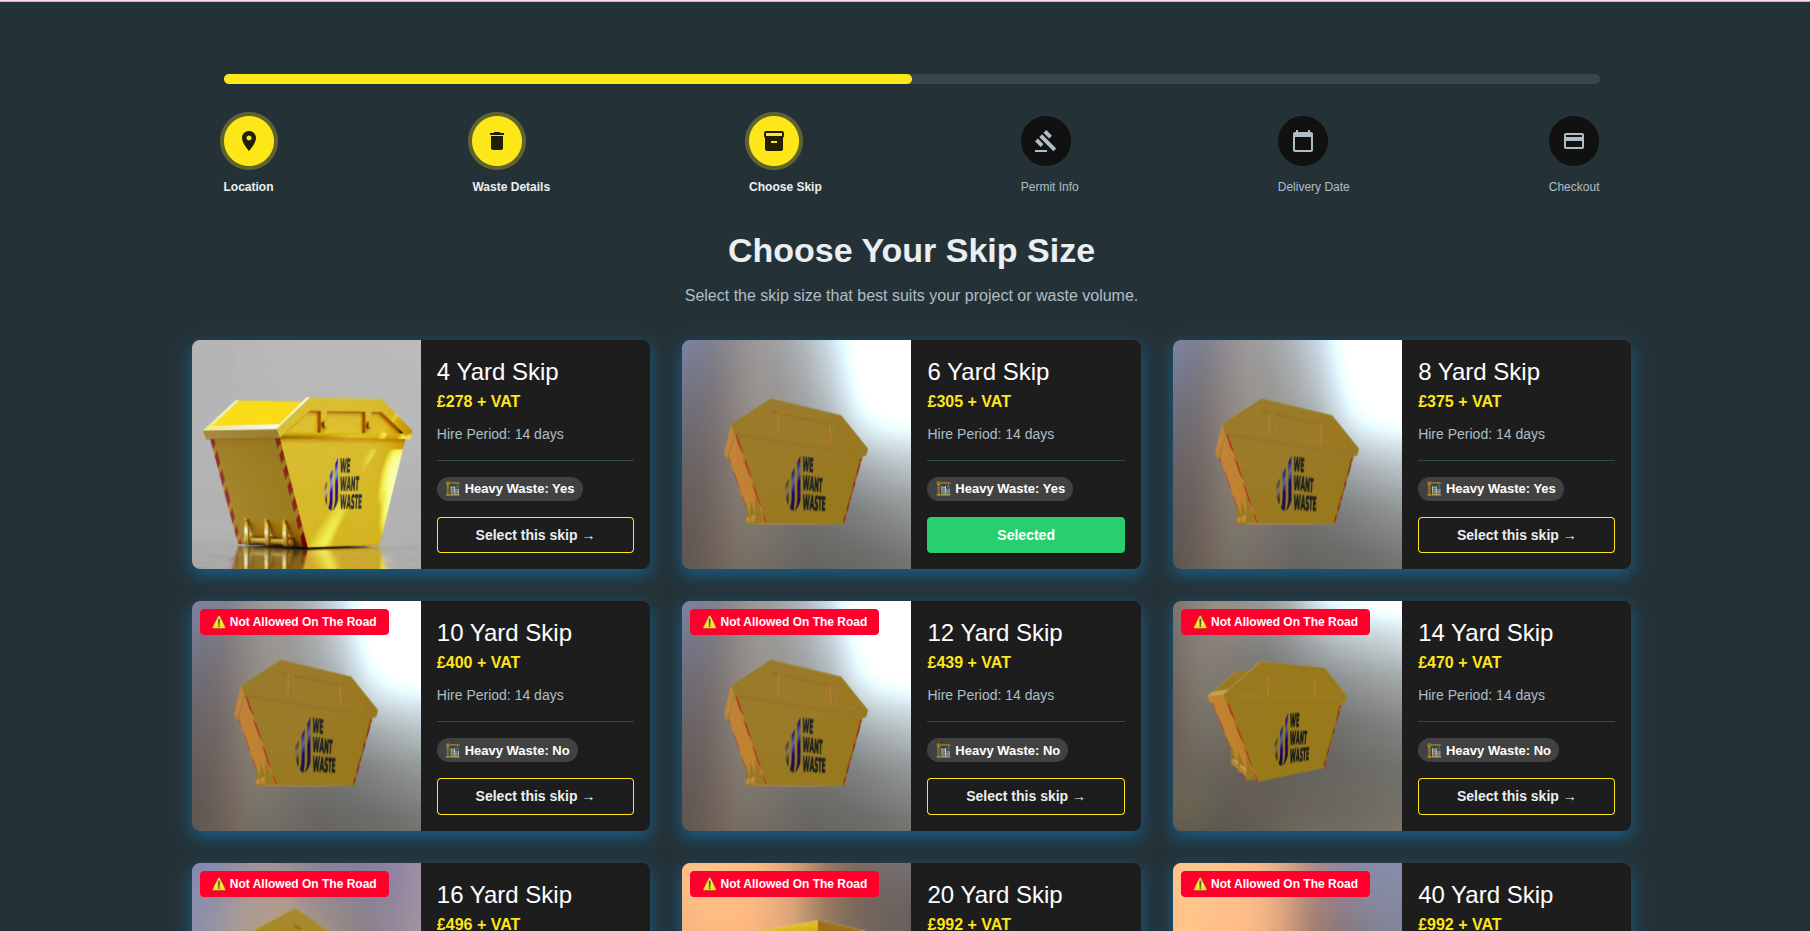 Location
Waste Details
Choose Skip
Permit Info
Delivery Date
Checkout
Choose Your Skip Size
Select the skip size that best suits your project or waste volume.
WE
WANT
WASTE
4 Yard Skip
£278 + VAT
Hire Period: 14 days
Heavy Waste: Yes
Select this skip →
WE
WANT
WASTE
6 Yard Skip
£305 + VAT
Hire Period: 14 days
Heavy Waste: Yes
Selected
WE
WANT
WASTE
8 Yard Skip
£375 + VAT
Hire Period: 14 days
Heavy Waste: Yes
Select this skip →
Not Allowed On The Road
WE
WANT
WASTE
10 Yard Skip
£400 + VAT
Hire Period: 14 days
Heavy Waste: No
Select this skip →
Not Allowed On The Road
WE
WANT
WASTE
12 Yard Skip
£439 + VAT
Hire Period: 14 days
Heavy Waste: No
Select this skip →
Not Allowed On The Road
WE
WANT
WASTE
14 Yard Skip
£470 + VAT
Hire Period: 14 days
Heavy Waste: No
Select this skip →
Not Allowed On The Road
16 Yard Skip
£496 + VAT
Not Allowed On The Road
20 Yard Skip
£992 + VAT
Not Allowed On The Road
40 Yard Skip
£992 + VAT